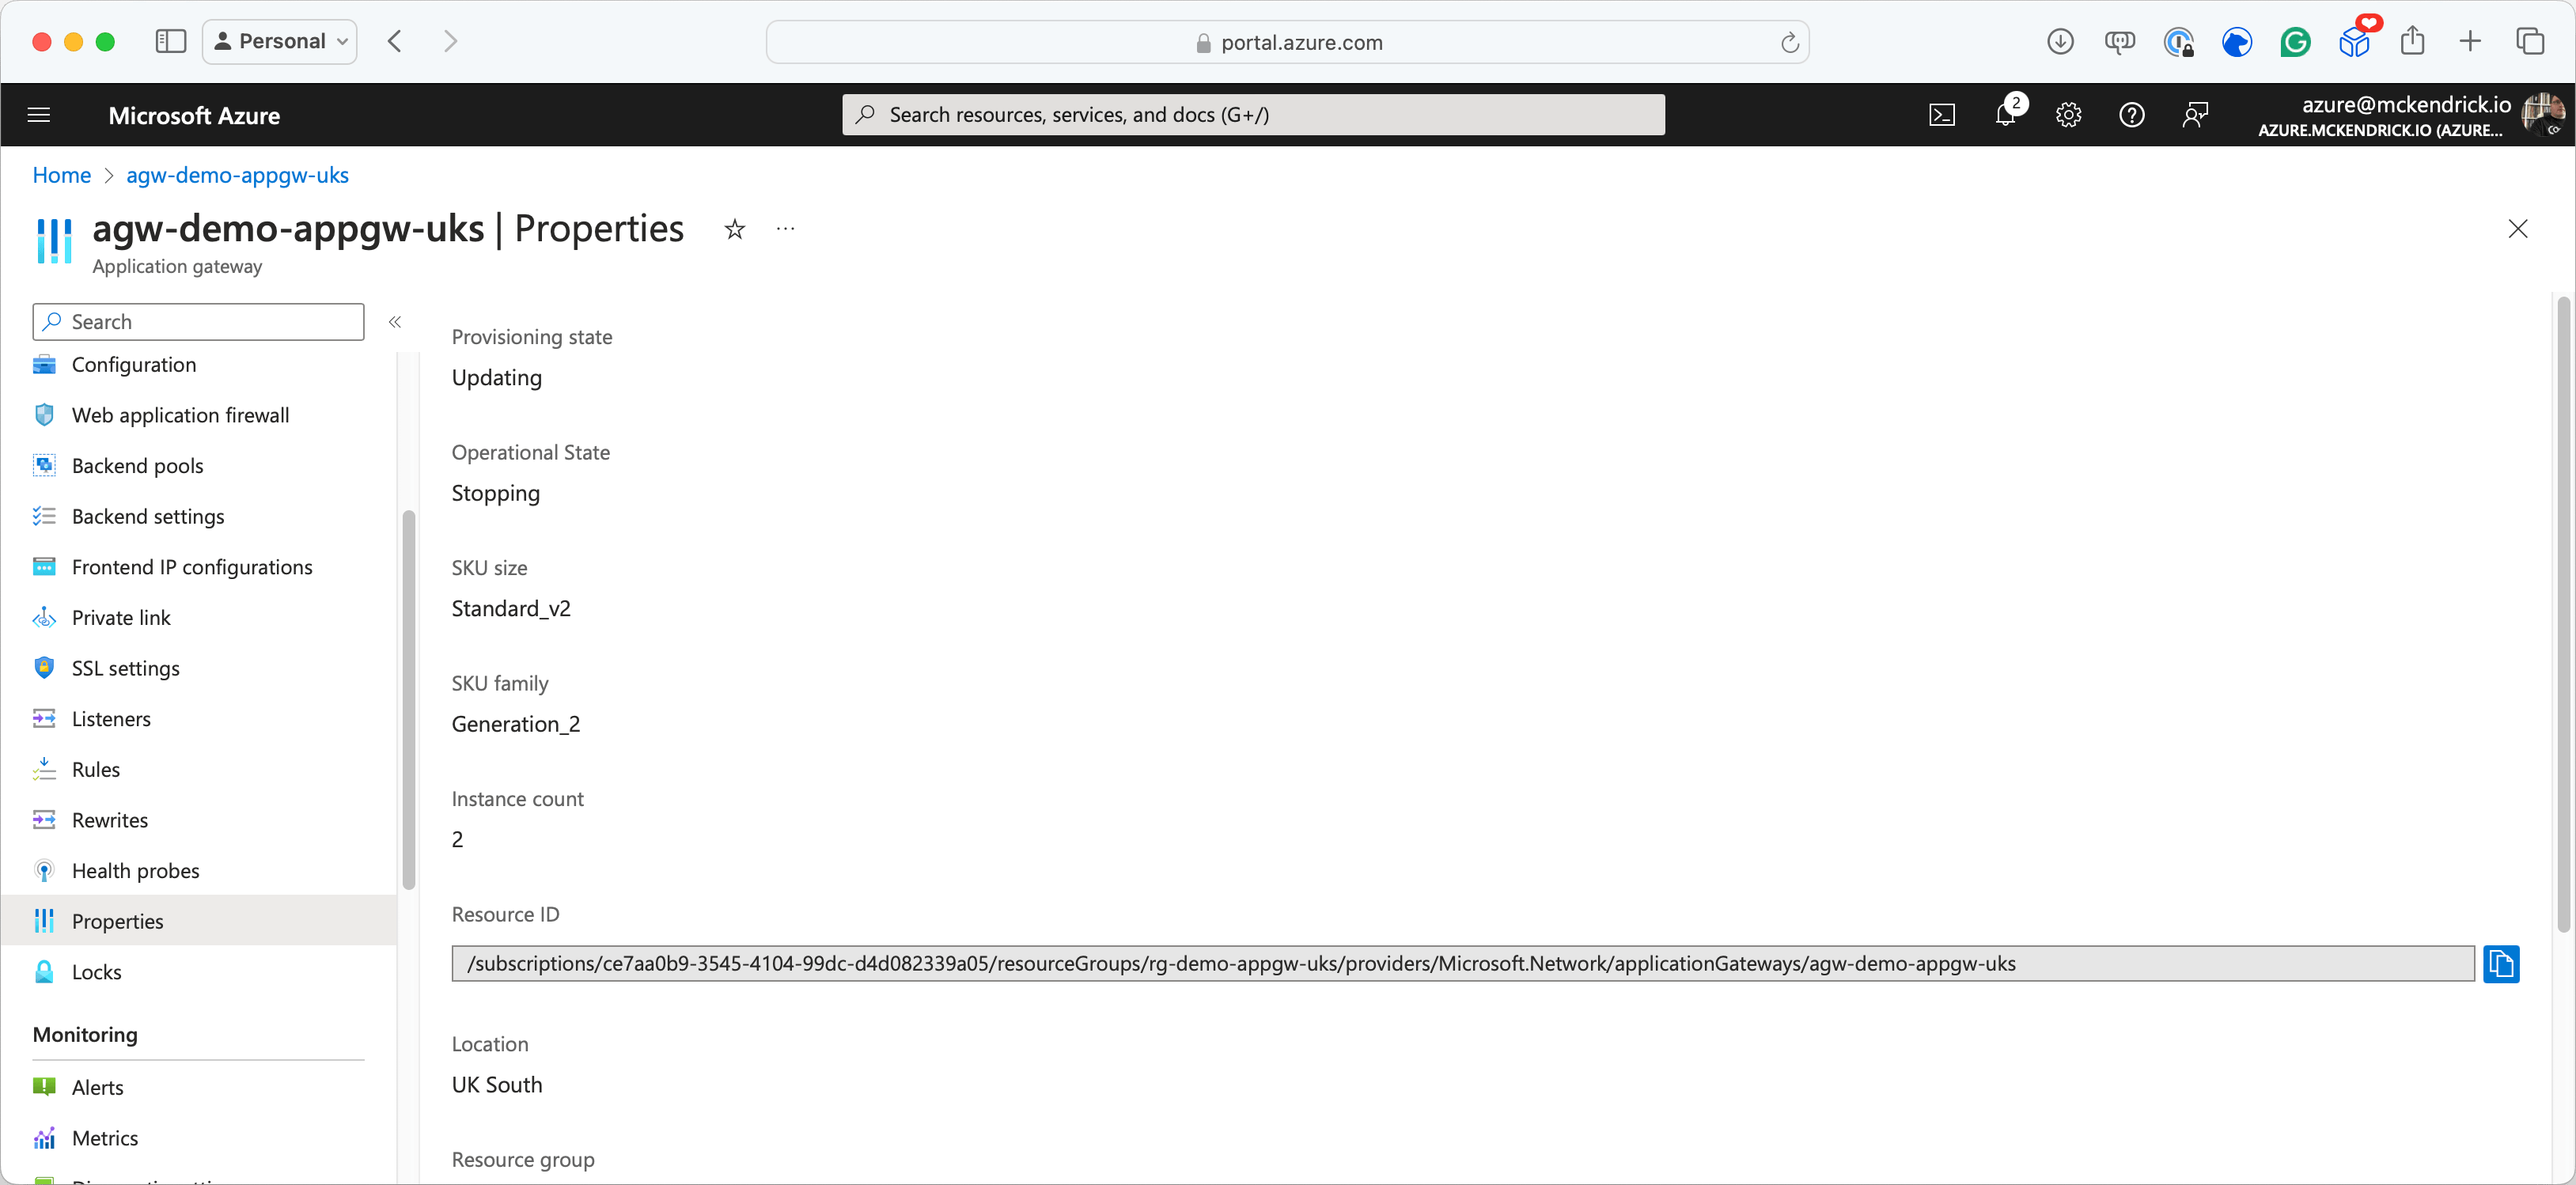 Personal
portal.azure.com
Microsoft Azure
Search resources, services, and docs (G+/)
2
azure@mckendrick.io
AZURE.MCKENDRICK.IO (AZURE...
Home > agw-demo-appgw-uks
agw-demo-appgw-uks | Properties
Application gateway
Search
Configuration
Web application firewall
Backend pools
Backend settings
Frontend IP configurations
Private link
SSL settings
Listeners
Rules
Rewrites
Health probes
Properties
Locks
Monitoring
Alerts
Metrics
Provisioning state
Updating
Operational State
Stopping
SKU size
Standard_v2
SKU family
Generation_2
Instance count
2
Resource ID
/subscriptions/ce7aa0b9-3545-4104-99dc-d4d082339a05/resourceGroups/rg-demo-appgw-uks/providers/Microsoft.Network/applicationGateways/agw-demo-appgw-uks
Location
UK South
Resource group